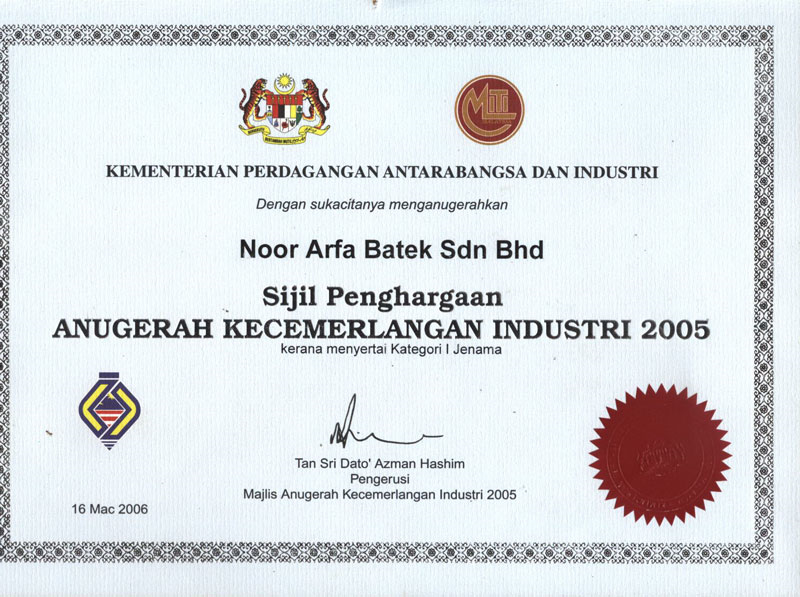 MITI
KEMENTERIAN PERDAGANGAN ANTARABANGSA DAN INDUSTRI
Dengan sukacitanya menganugerahkan
Noor Arfa Batek Sdn Bhd
Sijil Penghargaan
ANUGERAH KECEMERLANGAN INDUSTRI 2005
kerana menyertai Kategori I Jenama
Tan Sri Dato' Azman Hashim
Pengerusi
Majlis Anugerah Kecemerlangan Industri 2005
16 Mac 2006